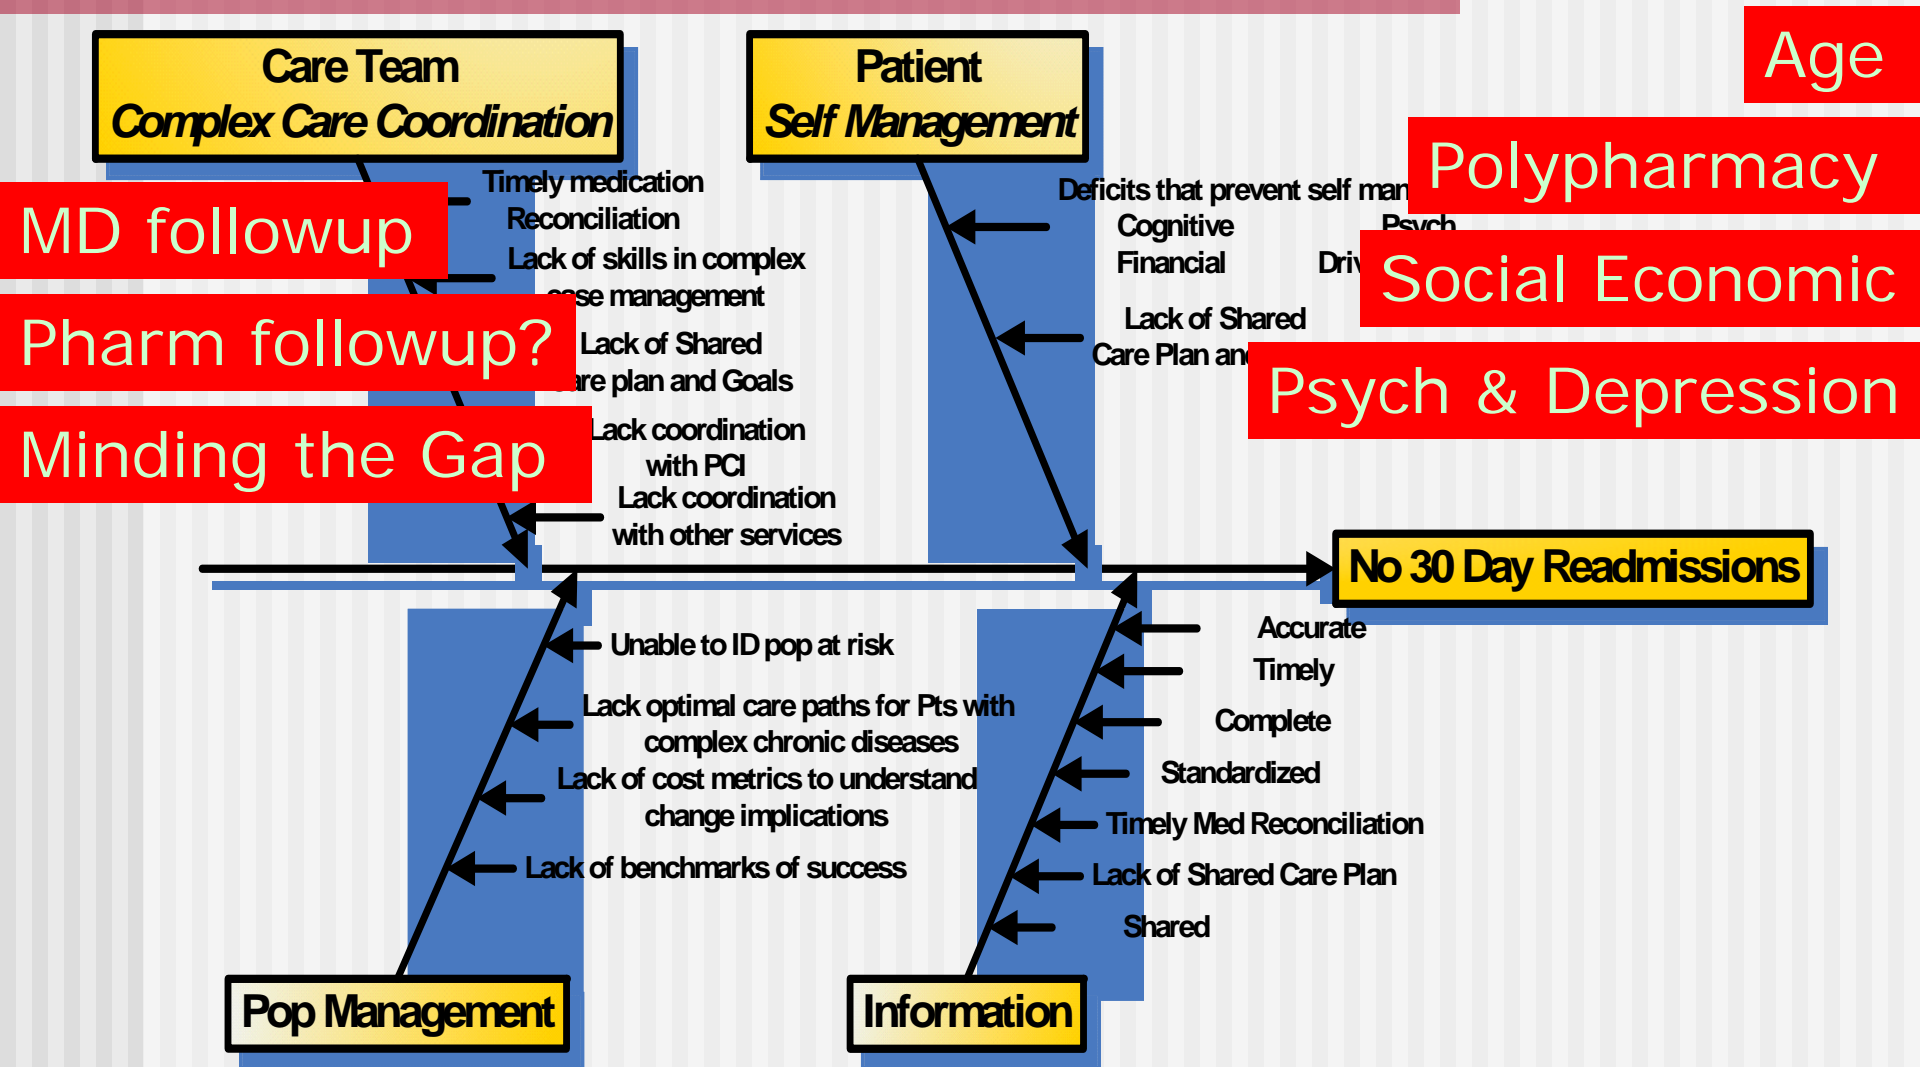 Care Team
Complex Care Coordination
Patient
Self Management
Age
Polypharmacy
Social Economic
Psych & Depression
MD followup
Pharm followup?
Minding the Gap
Timely medication
Reconciliation
Lack of skills in complex
management
Lack of Shared
plan and Goals
Lack coordination
with PCI
Lack coordination
with other services
Deficits that prevent self
Cognitive Psych
Financial
Lack of Shared
Care Plan
No 30 Day Readmissions
Unable to ID pop at risk
Lack optimal care paths for Pts with
complex chronic diseases
Lack of cost metrics to understand
change implications
Lack of benchmarks of success
Accurate
Timely
Complete
Standardized
Timely Med Reconciliation
Lack of Shared Care Plan
Shared
Pop Management
Information